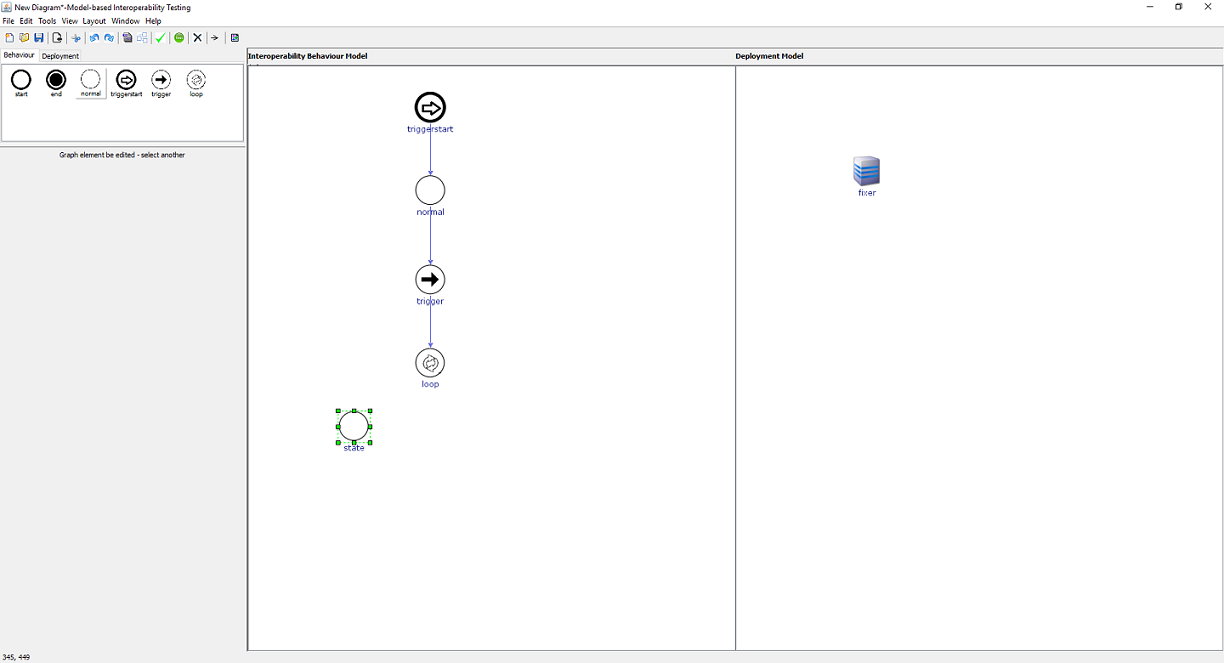 New Diagram*-Model-based Interoperability Testing
File Edit Tools View Layout Window Help
Behaviour Deployment
start end normal triggerstart trigger loop
Graph element be edited - select another
Interoperability Behaviour Model
Deployment Model
triggerstart
normal
trigger
loop
state
fixer
345, 449